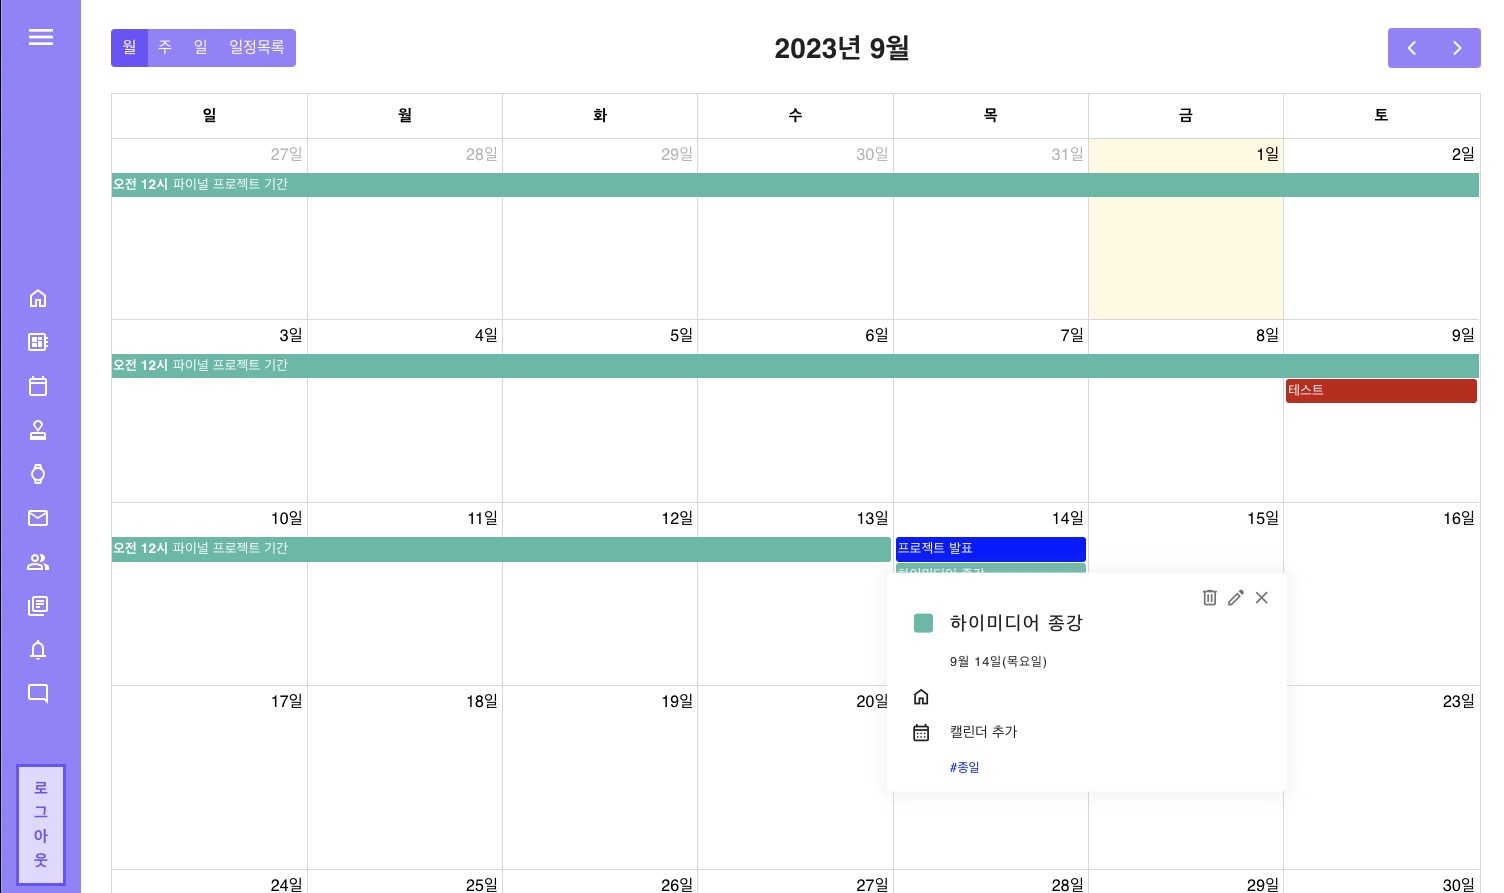 월 주 일 일정목록
2023년 9월
일 월 화 수 목 금 토
27일 28일 29일 30일 31일 1일 2일
오전 12시 파이널 프로젝트 기간
3일 4일 5일 6일 7일 8일 9일
오전 12시 파이널 프로젝트 기간
테스트
10일 11일 12일 13일 14일 15일 16일
오전 12시 파이널 프로젝트 기간
프로젝트 발표
하이미디어 종강
하이미디어 종강
9월 14일(목요일)
캘린더 추가
#종일
17일 18일 19일 20일 23일
24일 25일 26일 27일 28일 29일 30일
로
그
아
웃